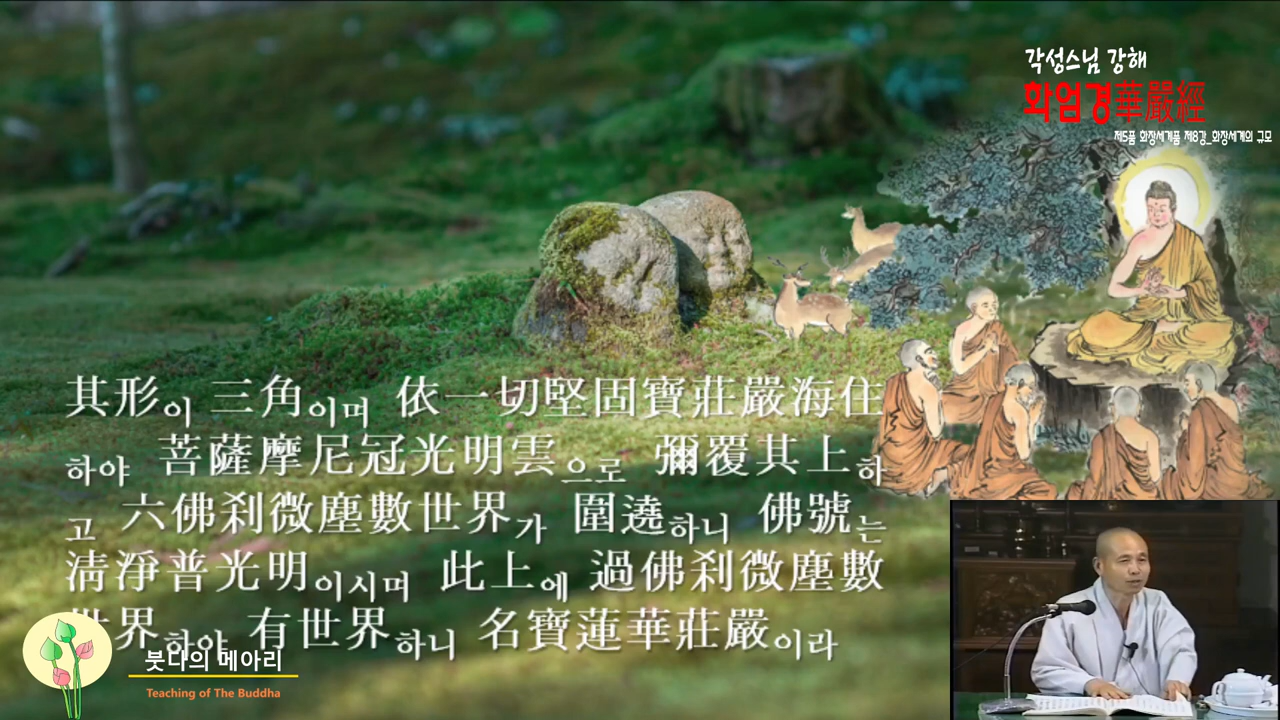 각성스님 강해
화엄경華嚴經
제5품 화장세계품 제8강_화장세계의 규모
其形이 三角이며 依一切堅固寶莊嚴海住
하야 菩薩摩尼冠光明雲으로 彌覆其上하
고 六佛刹微塵數世界가 圍遶하니 佛號는
淸淨普光明이시며 此上에 過佛刹微塵數
世界하야 有世界하니 名寶蓮華莊嚴이라
붓다의 메아리
Teaching of The Buddha